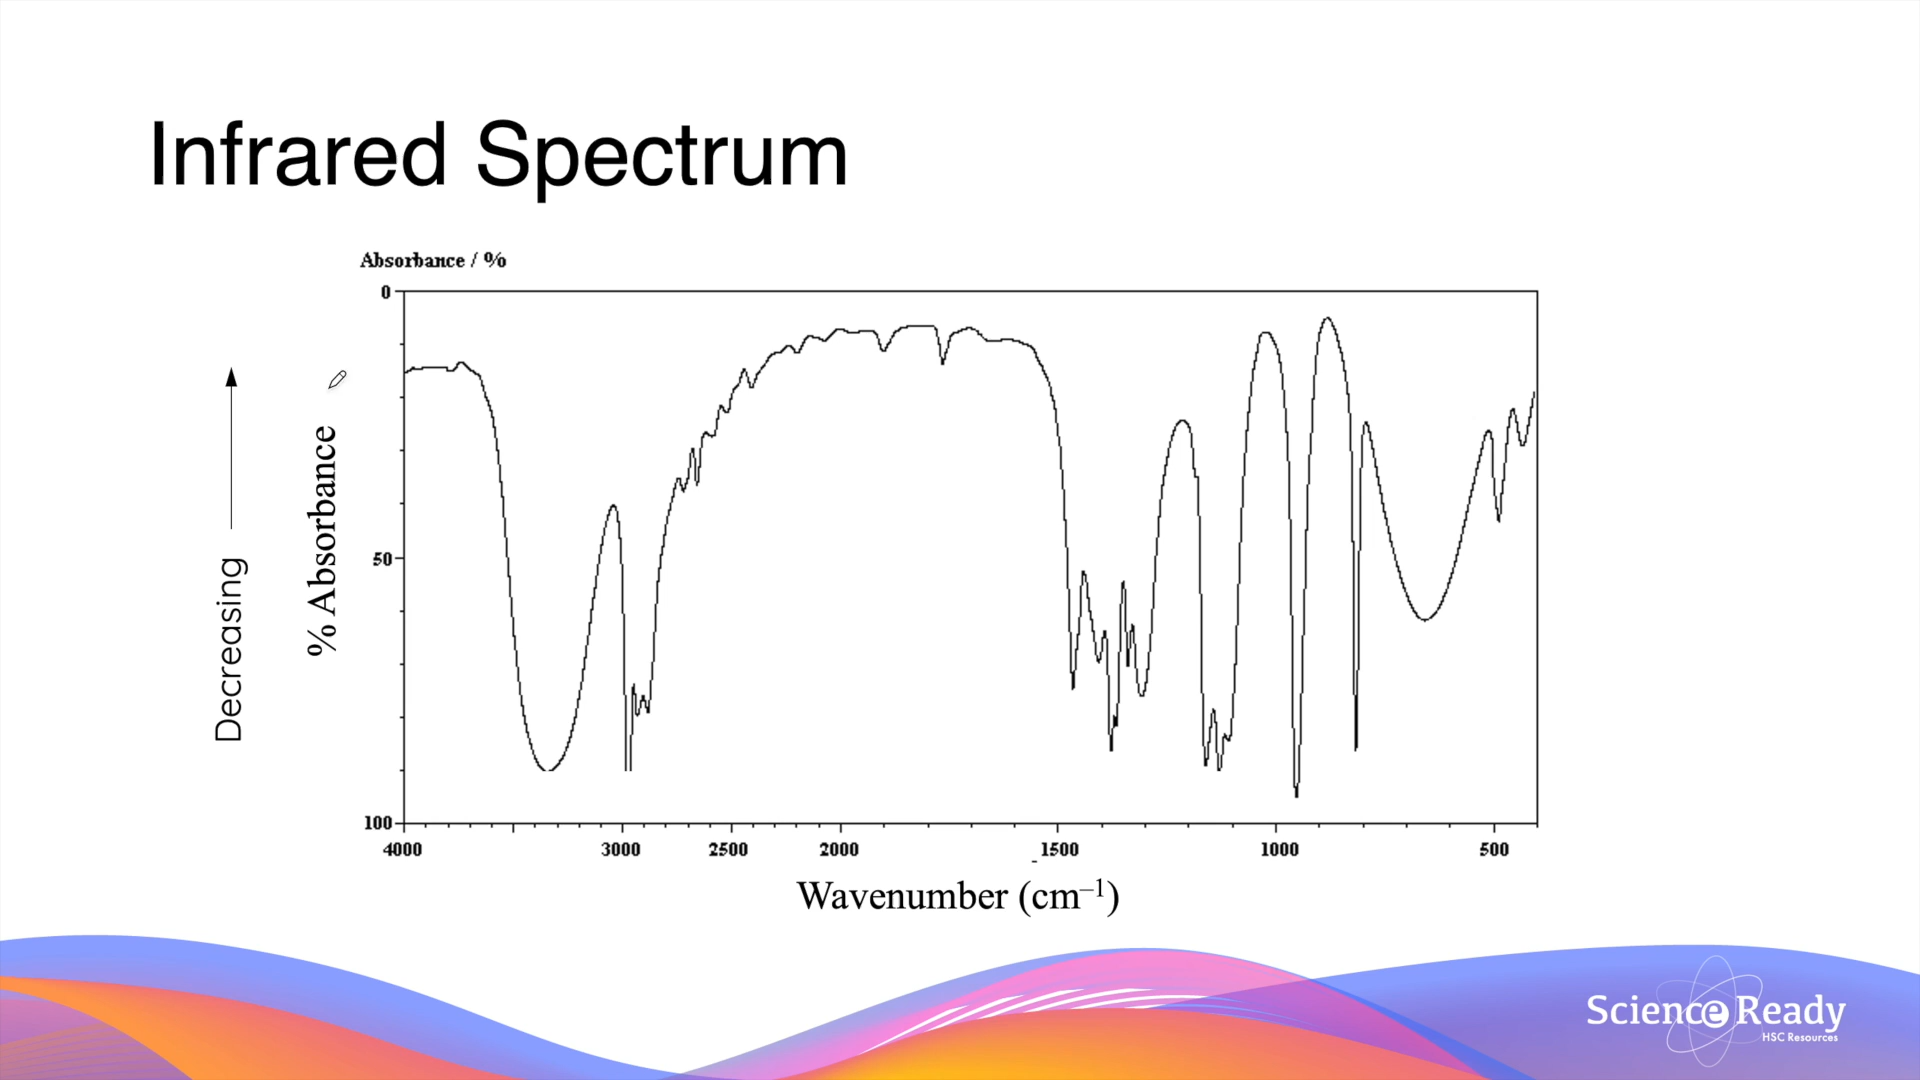 Infrared Spectrum
Absorbance / %
0
50
100
Decreasing
% Absorbance
4000 3000 2500 2000 1500 1000 500
Wavenumber (cm⁻¹)
Science Ready
HSC Resources